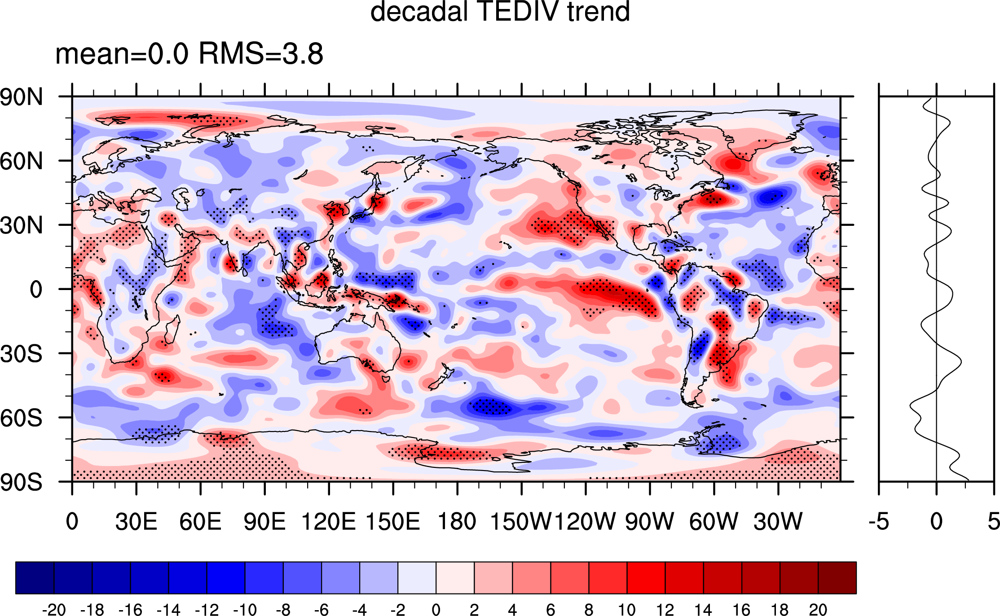 decadal TEDIV trend
mean=0.0 RMS=3.8
90N
60N
30N
0
30S
60S
90S
0 30E 60E 90E 120E 150E 180 150W 120W 90W 60W 30W
-5 0 5
-20 -18 -16 -14 -12 -10 -8 -6 -4 -2 0 2 4 6 8 10 12 14 16 18 20